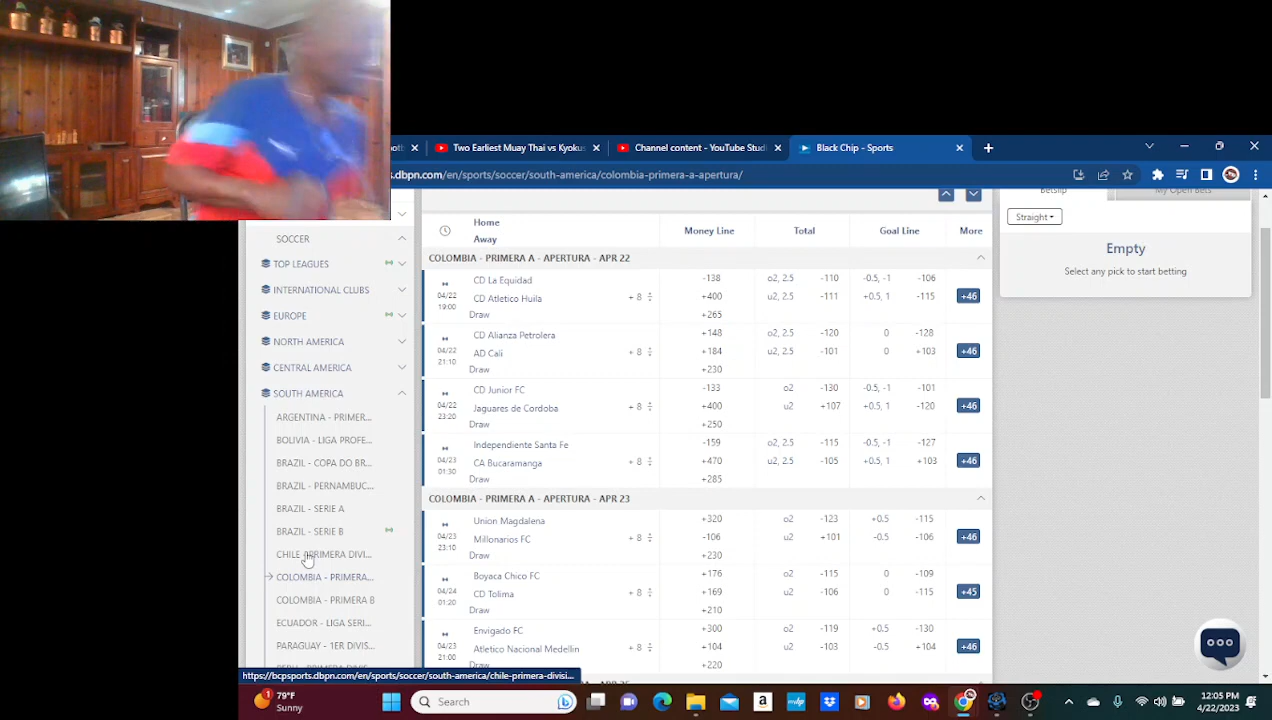 oth
Two Earliest Muay Thai vs Kyokus
Channel content - YouTube Studi
Black Chip - Sports
s.dbpn.com/en/sports/soccer/south-america/colombia-primera-a-apertura/
Betslip
My Open Bets
Straight
Empty
Select any pick to start betting
SOCCER
TOP LEAGUES
INTERNATIONAL CLUBS
EUROPE
NORTH AMERICA
CENTRAL AMERICA
SOUTH AMERICA
ARGENTINA - PRIMER...
BOLIVIA - LIGA PROFE...
BRAZIL - COPA DO BR...
BRAZIL - PERNAMBUC...
BRAZIL - SERIE A
BRAZIL - SERIE B
CHILE - PRIMERA DIVI...
COLOMBIA - PRIMERA...
COLOMBIA - PRIMERA B
ECUADOR - LIGA SERI...
PARAGUAY - 1ER DIVIS...
Home
Away
Money Line Total Goal Line More
COLOMBIA - PRIMERA A - APERTURA - APR 22
CD La Equidad -138 o2, 2.5 -110 -0.5, -1 -106
04/22 19:00 CD Atletico Huila + 8 +400 u2, 2.5 -111 +0.5, 1 -115 +46
Draw +265
CD Alianza Petrolera +148 o2, 2.5 -120 0 -128
04/22 21:10 AD Cali + 8 +184 u2, 2.5 -101 0 +103 +46
Draw +230
CD Junior FC -133 o2 -130 -0.5, -1 -101
04/22 23:20 Jaguares de Cordoba + 8 +400 u2 +107 +0.5, 1 -120 +46
Draw +250
Independiente Santa Fe -159 o2, 2.5 -115 -0.5, -1 -127
04/23 01:30 CA Bucaramanga + 8 +470 u2, 2.5 -105 +0.5, 1 +103 +46
Draw +285
COLOMBIA - PRIMERA A - APERTURA - APR 23
Union Magdalena +320 o2 -123 +0.5 -115
04/23 23:10 Millonarios FC + 8 -106 u2 +101 -0.5 -106 +46
Draw +230
Boyaca Chico FC +176 o2 -115 0 -109
04/24 01:20 CD Tolima + 8 +169 u2 -106 0 -115 +45
Draw +210
Envigado FC +300 o2 -119 +0.5 -130
04/23 21:00 Atletico Nacional Medellin + 8 +104 u2 -103 -0.5 +104 +46
Draw +220
https://bcpsports.dbpn.com/en/sports/soccer/south-america/chile-primera-divisi...
1
79°F
Sunny
Search
12:05 PM
4/22/2023